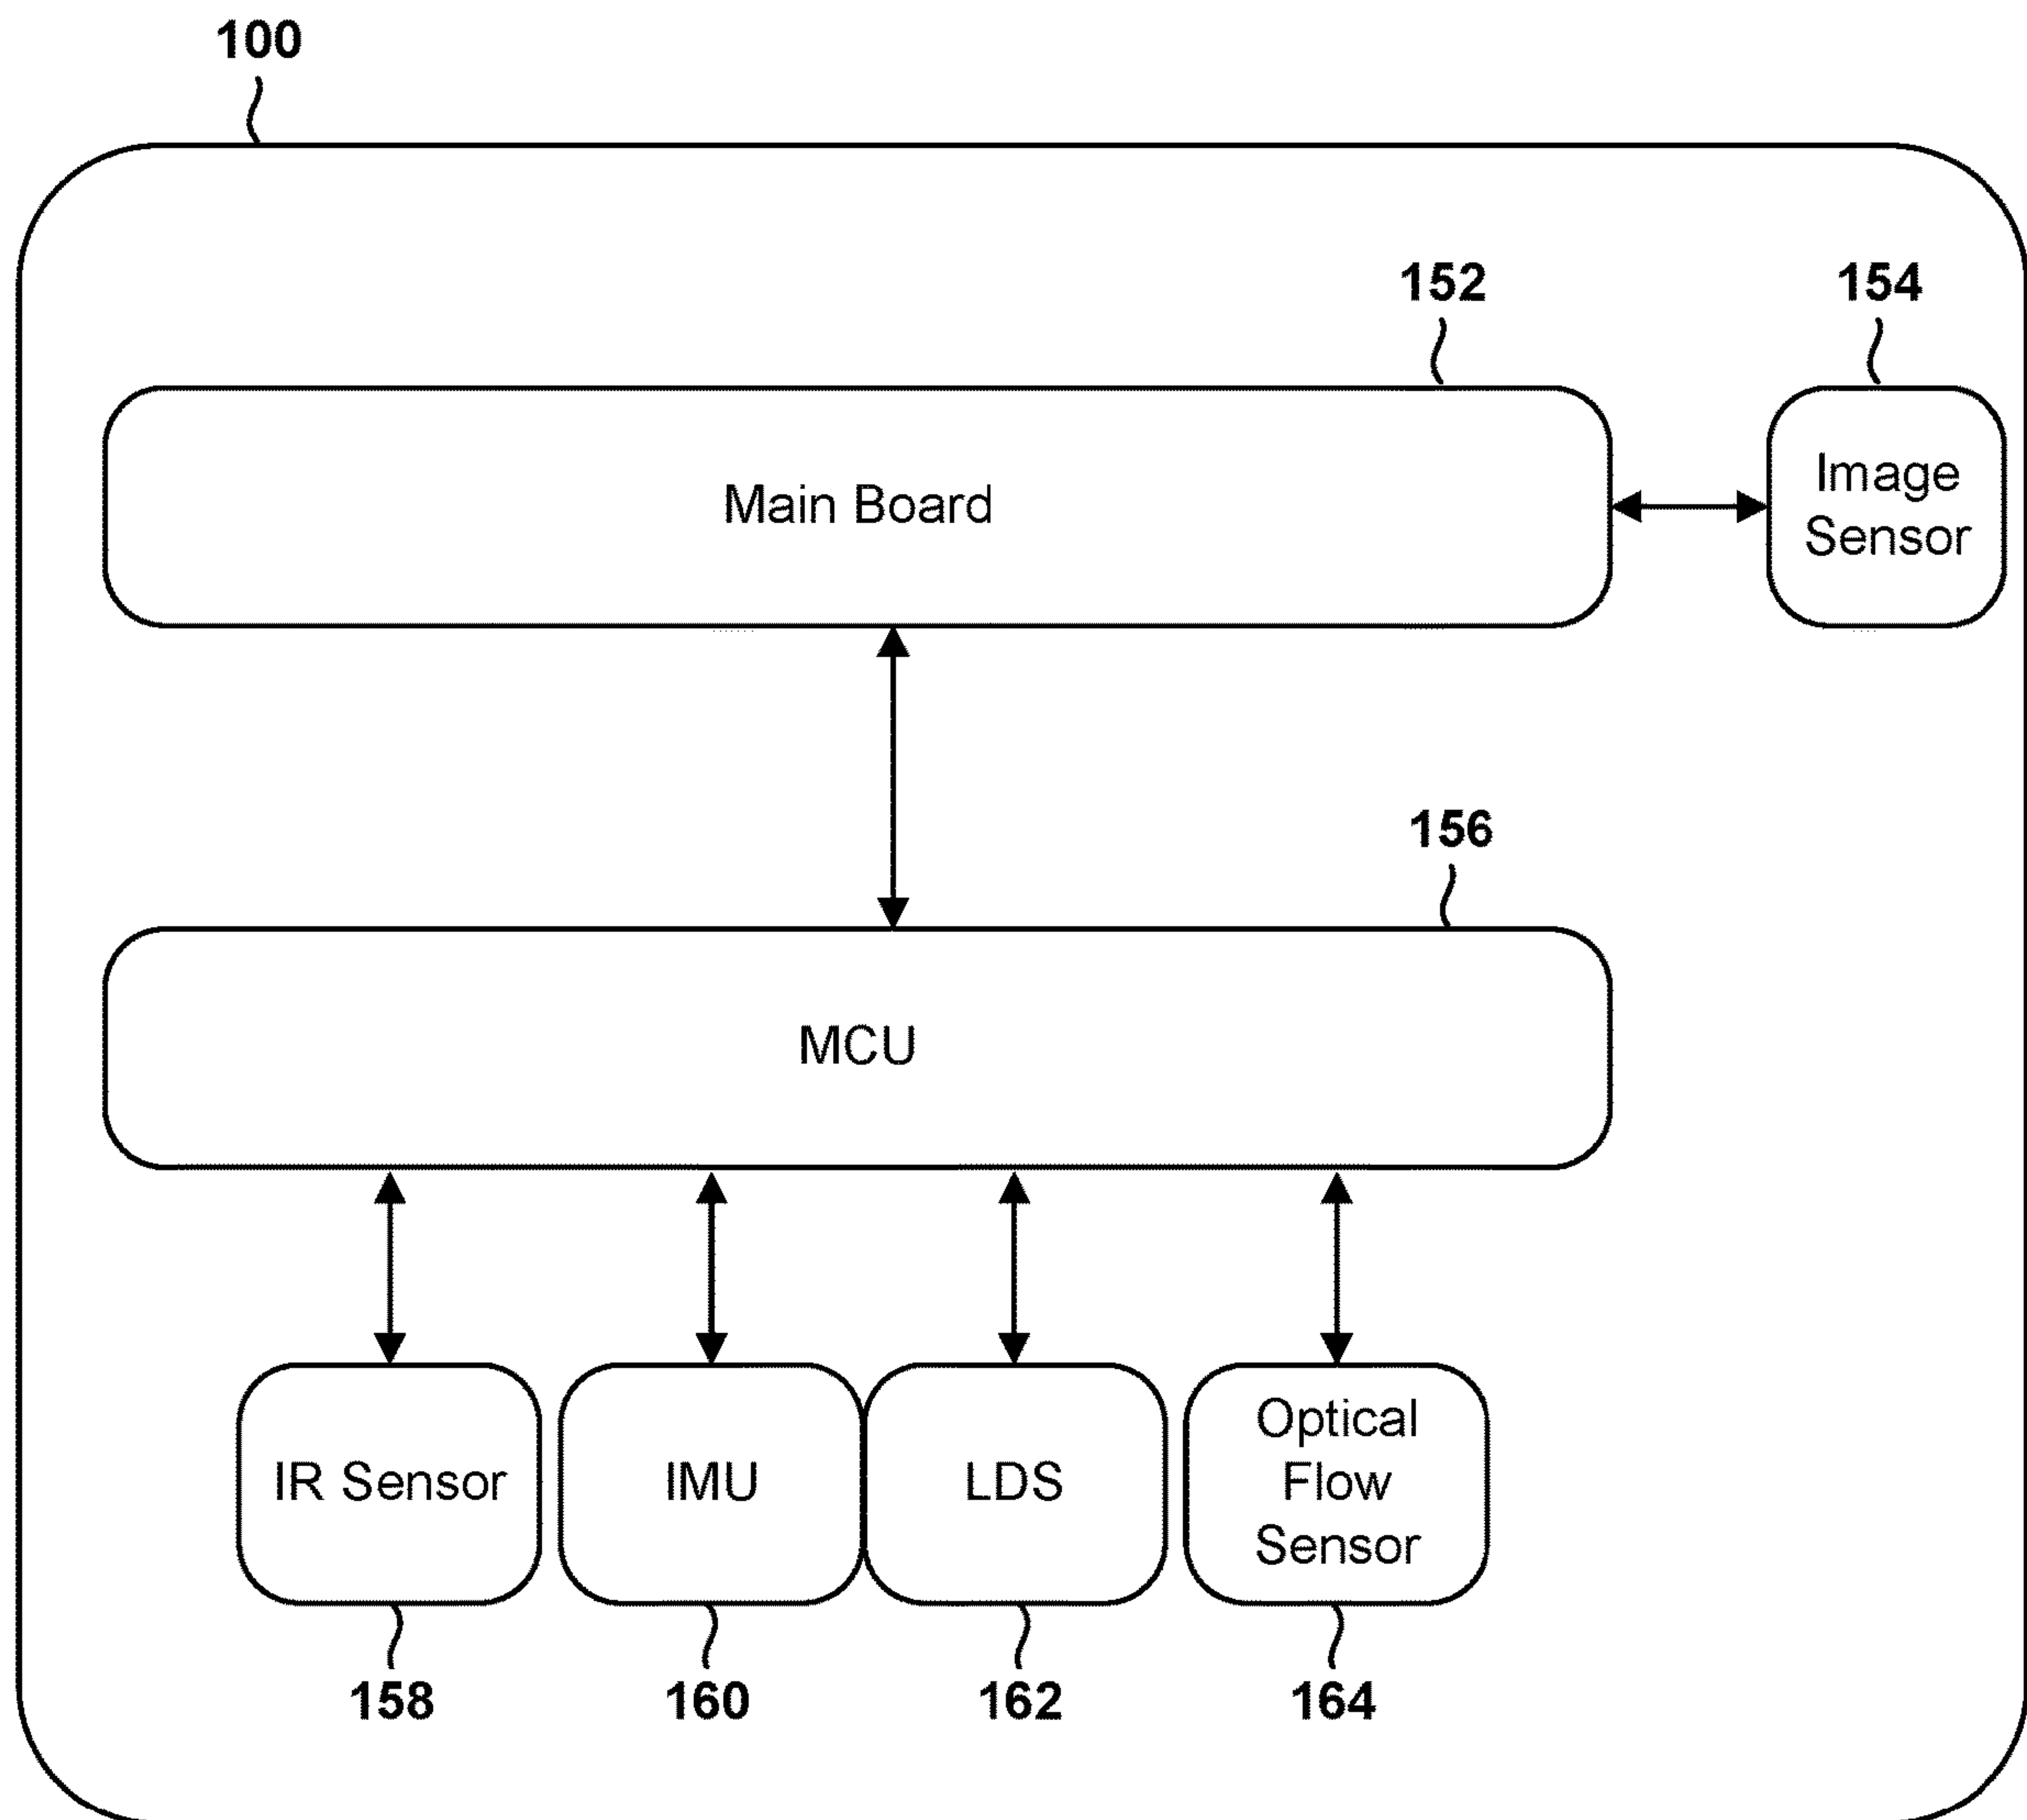 100
152
154
Main Board
Image
Sensor
156
MCU
IR Sensor
IMU
LDS
Optical
Flow
Sensor
158
160
162
164